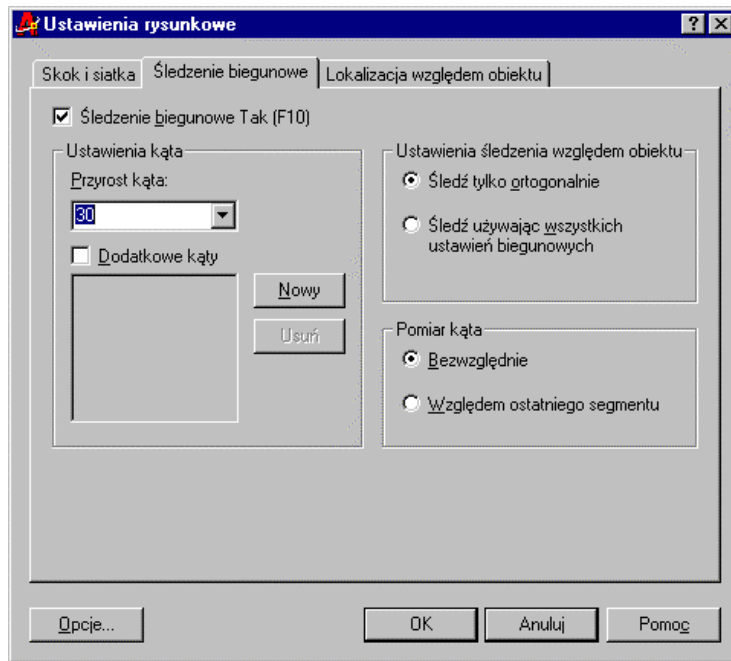 Ustawienia rysunkowe
Skok i siatka
Śledzenie biegunowe
Lokalizacja względem obiektu
Śledzenie biegunowe Tak (F10)
Ustawienia kąta
Przyrost kąta:
30
Dodatkowe kąty
Nowy
Usuń
Ustawienia śledzenia względem obiektu
Śledź tylko ortogonalnie
Śledź używając wszystkich
ustawień biegunowych
Pomiar kąta
Bezwzględnie
Względem ostatniego segmentu
Opcje...
OK
Anuluj
Pomoc